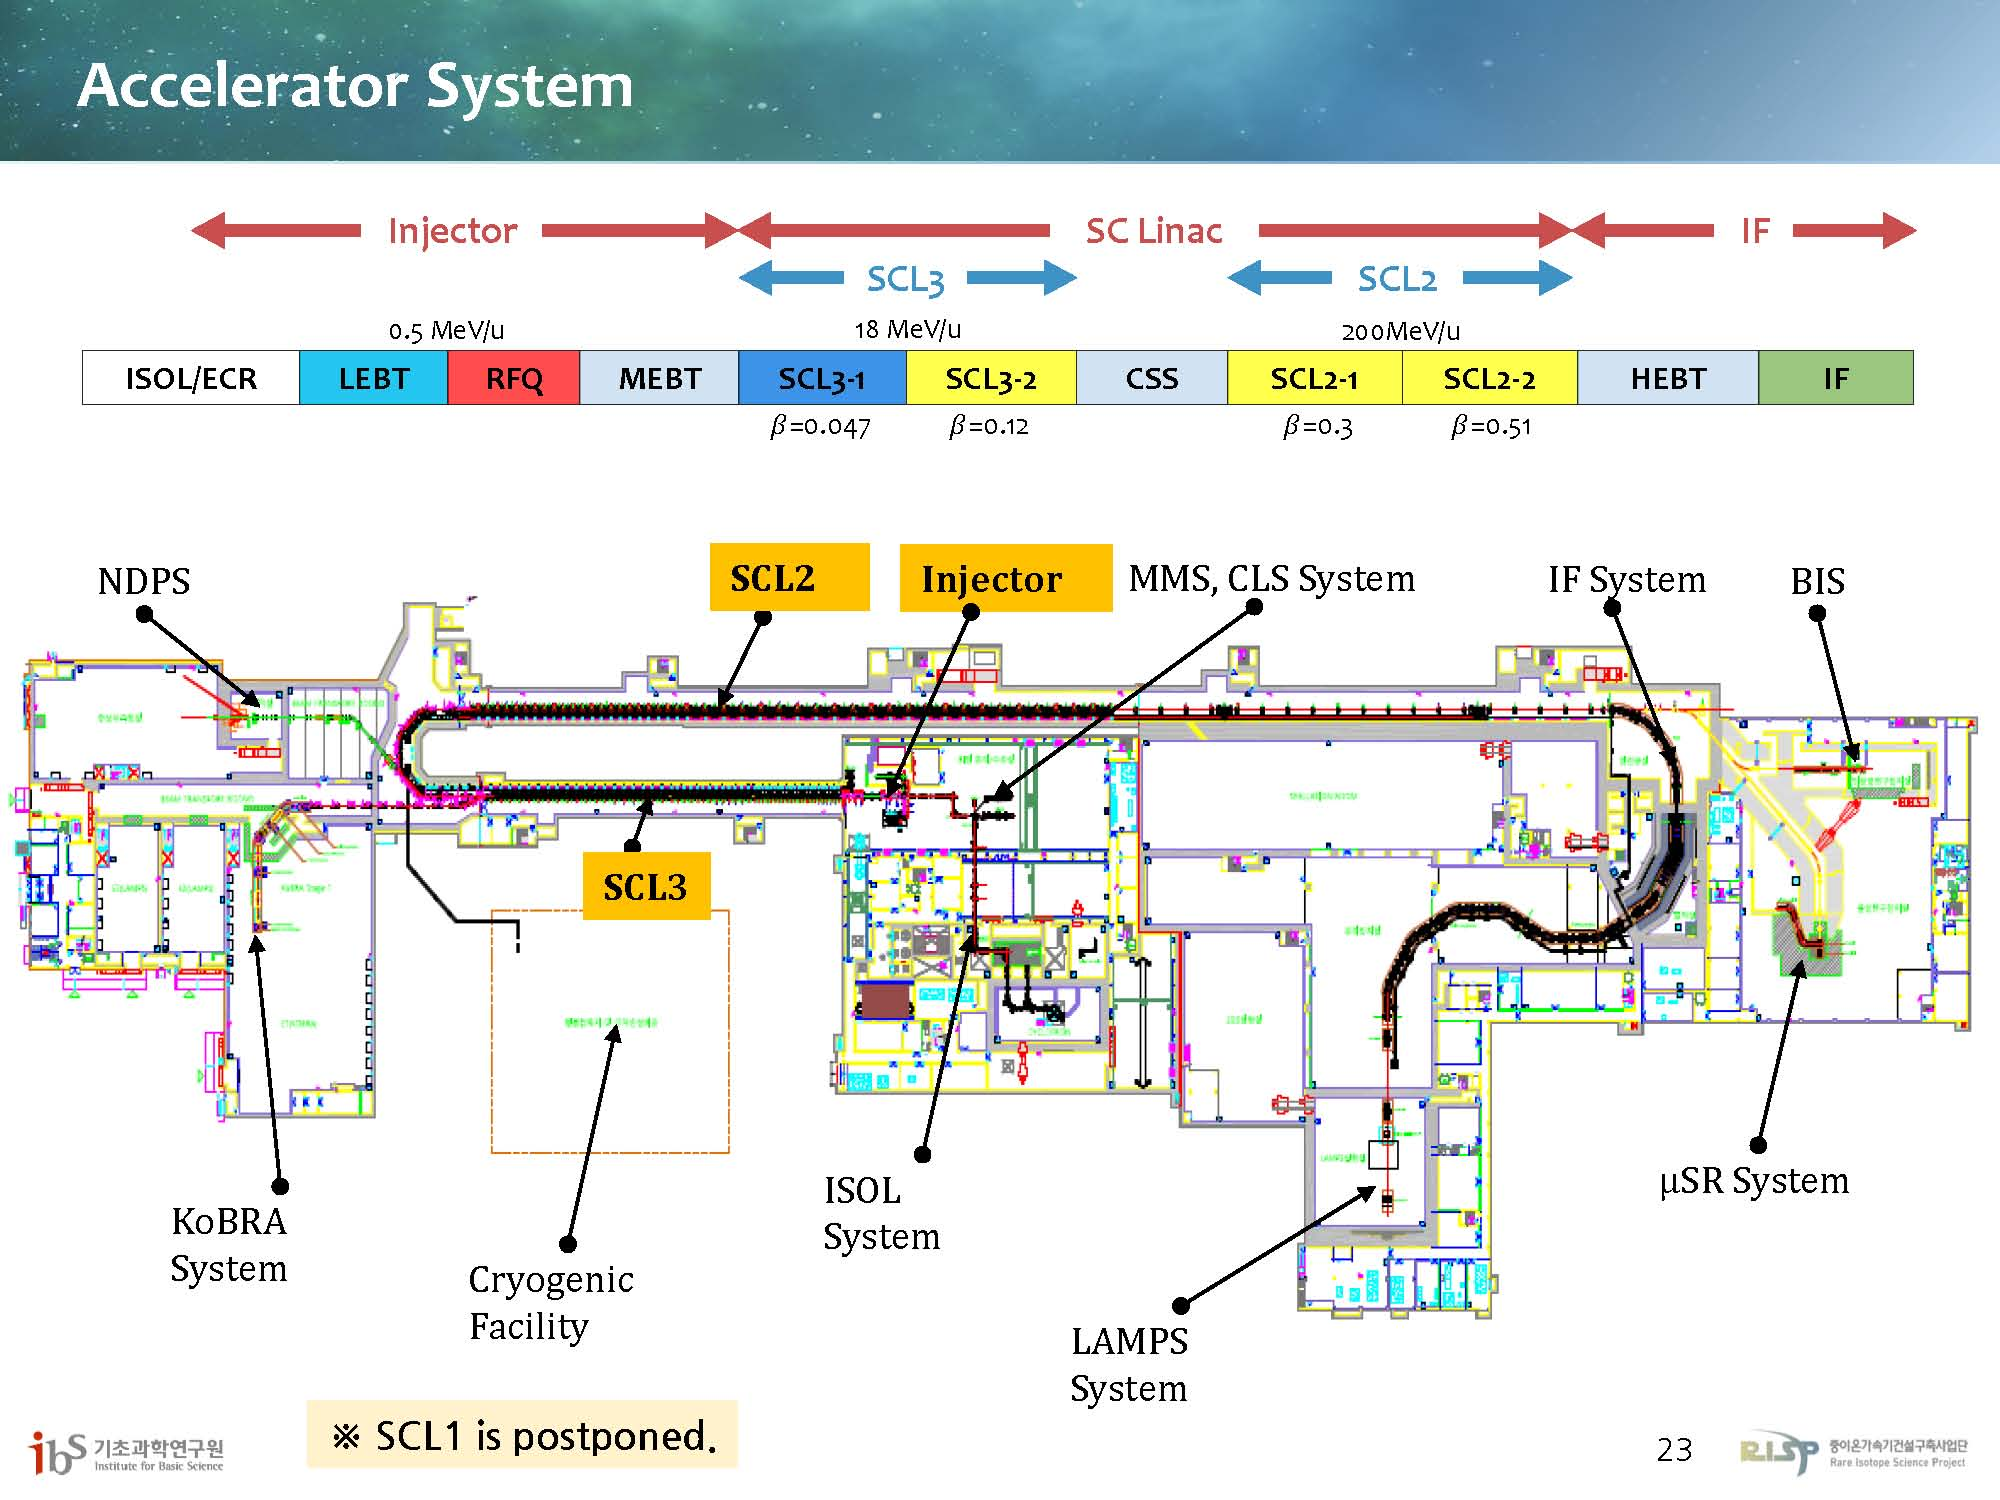 Accelerator System
Injector
SC Linac
IF
SCL3
SCL2
0.5 MeV/u
18 MeV/u
200MeV/u
ISOL/ECR
LEBT
RFQ
MEBT
SCL3-1
SCL3-2
CSS
SCL2-1
SCL2-2
HEBT
IF
β=0.047
β=0.12
β=0.3
β=0.51
NDPS
SCL2
Injector
MMS, CLS System
IF System
BIS
SCL3
KoBRA
System
Cryogenic
Facility
ISOL
System
LAMPS
System
μSR System
※ SCL1 is postponed.
ibs 기초과학연구원
Institute for Basic Science
23
RISP 중이온가속기건설구축사업단
Rare Isotope Science Project